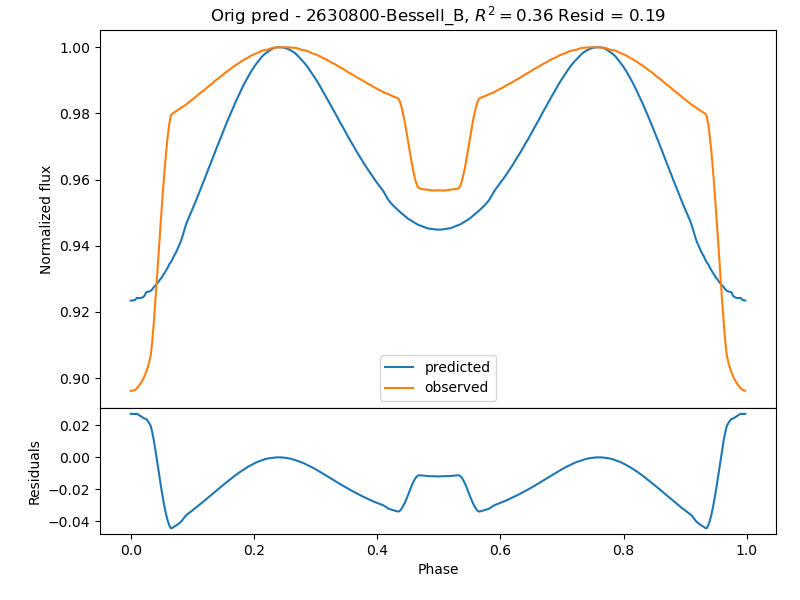 Orig pred - 2630800-Bessell_B, R² = 0.36 Resid = 0.19
Normalized flux
1.00
0.98
0.96
0.94
0.92
0.90
predicted
observed
Residuals
0.02
0.00
−0.02
−0.04
0.0 0.2 0.4 0.6 0.8 1.0
Phase